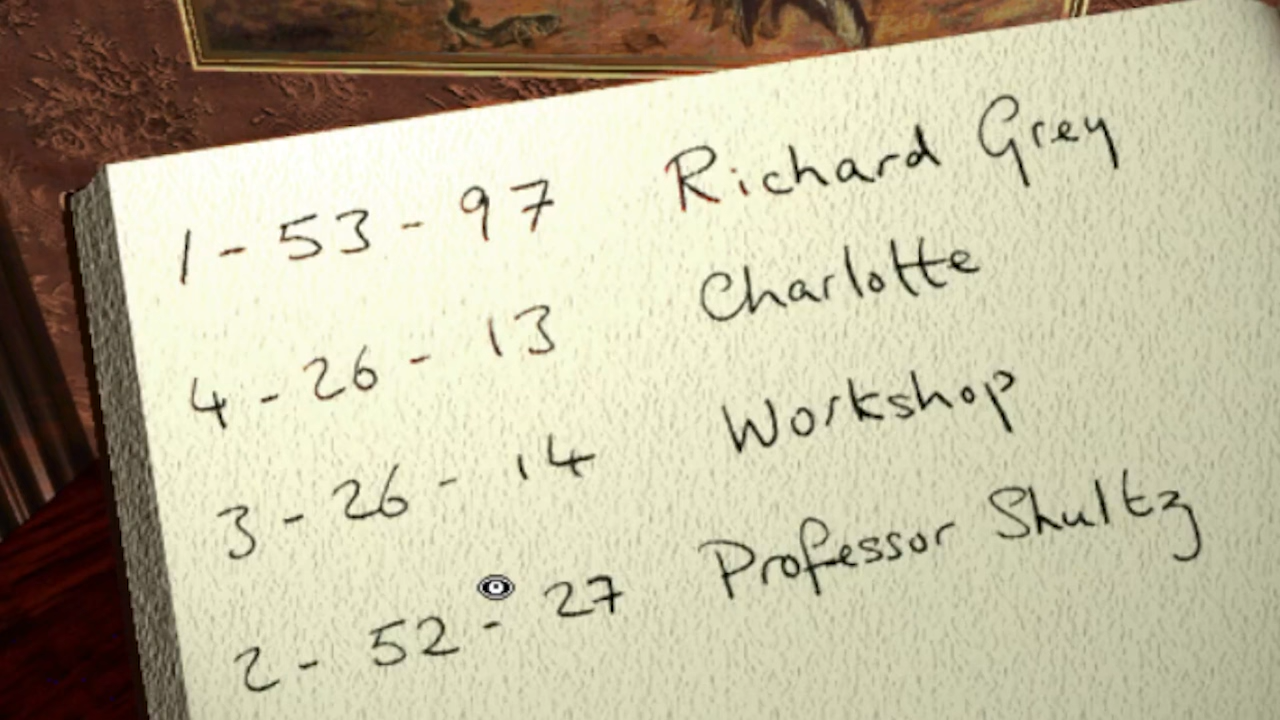 1 - 53 - 97 Richard Grey
4 - 26 - 13 Charlotte
3 - 26 - 14 Workshop
2 - 52 - 27 Professor Shultz